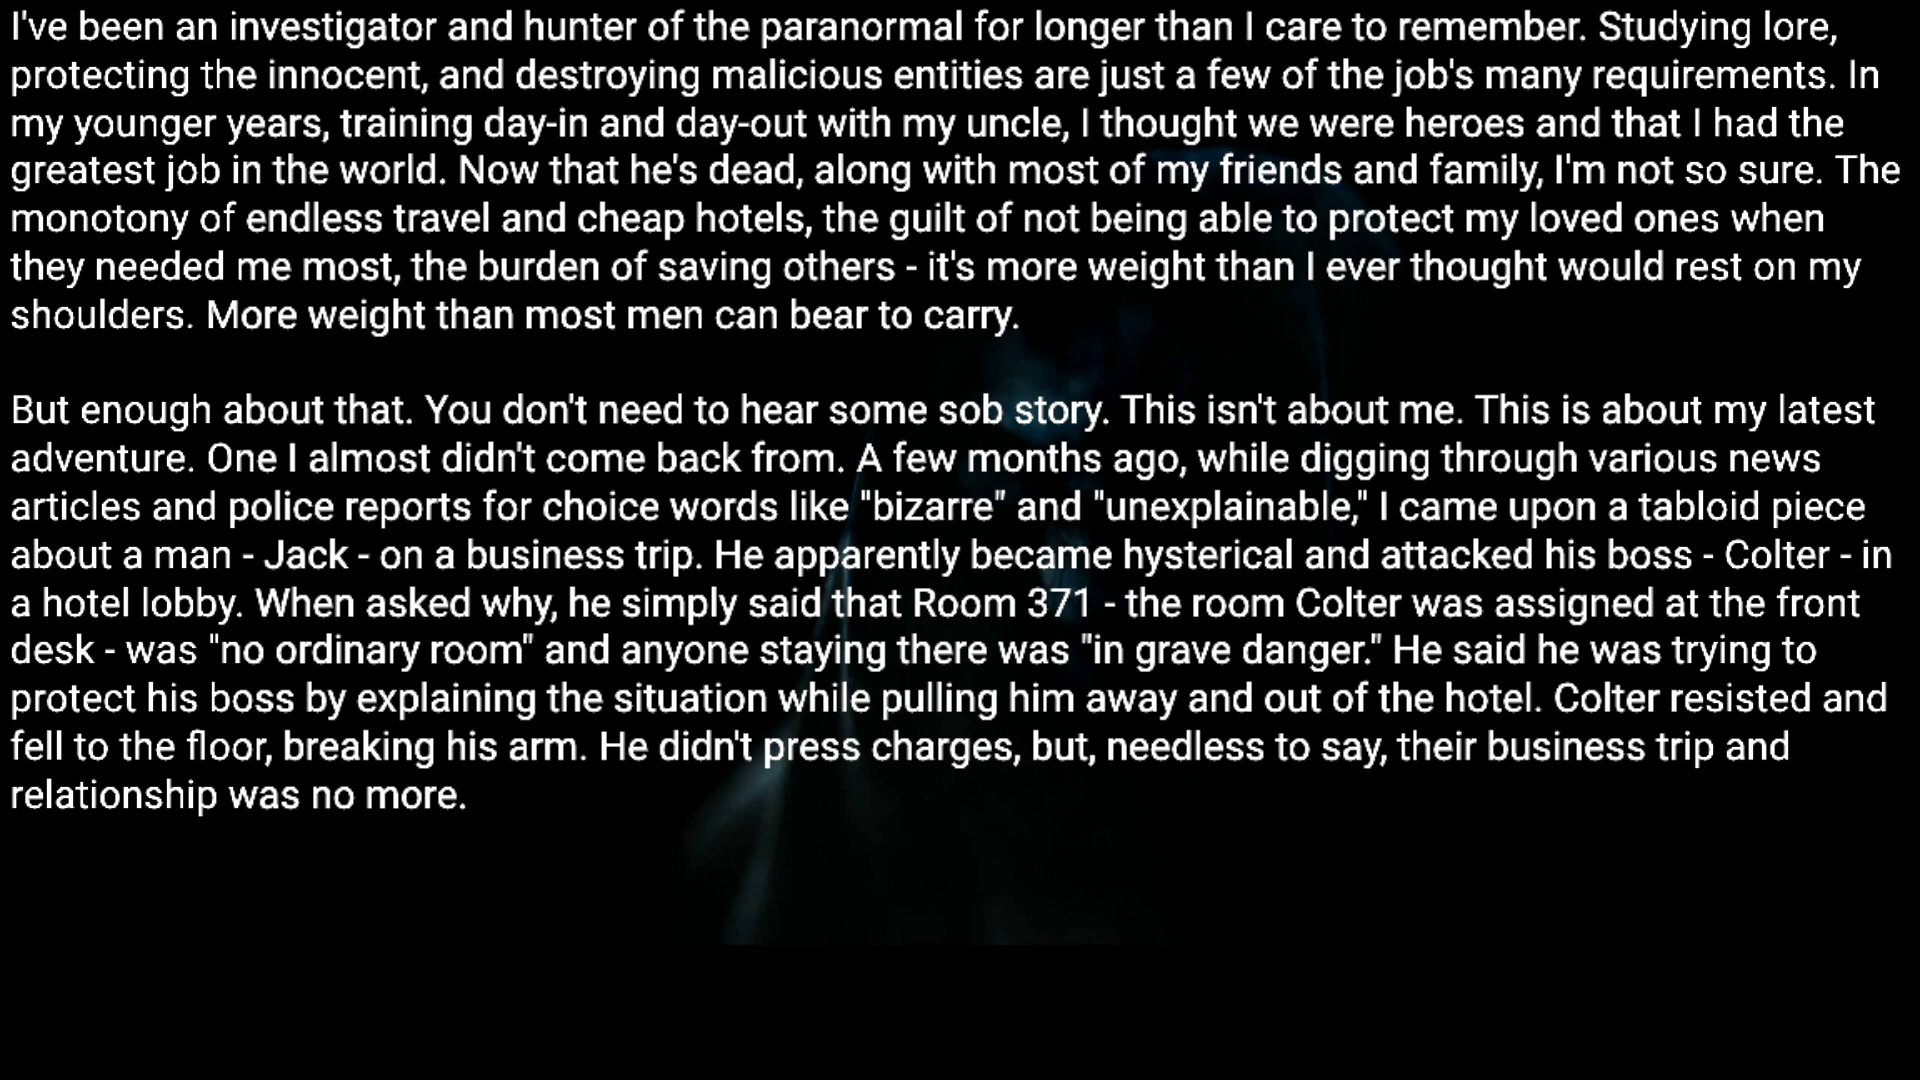 I've been an investigator and hunter of the paranormal for longer than I care to remember. Studying lore,
protecting the innocent, and destroying malicious entities are just a few of the job's many requirements. In
my younger years, training day-in and day-out with my uncle, I thought we were heroes and that I had the
greatest job in the world. Now that he's dead, along with most of my friends and family, I'm not so sure. The
monotony of endless travel and cheap hotels, the guilt of not being able to protect my loved ones when
they needed me most, the burden of saving others - it's more weight than I ever thought would rest on my
shoulders. More weight than most men can bear to carry.
But enough about that. You don't need to hear some sob story. This isn't about me. This is about my latest
adventure. One I almost didn't come back from. A few months ago, while digging through various news
articles and police reports for choice words like "bizarre" and "unexplainable," I came upon a tabloid piece
about a man - Jack - on a business trip. He apparently became hysterical and attacked his boss - Colter - in
a hotel lobby. When asked why, he simply said that Room 371 - the room Colter was assigned at the front
desk - was "no ordinary room" and anyone staying there was "in grave danger." He said he was trying to
protect his boss by explaining the situation while pulling him away and out of the hotel. Colter resisted and
fell to the floor, breaking his arm. He didn't press charges, but, needless to say, their business trip and
relationship was no more.